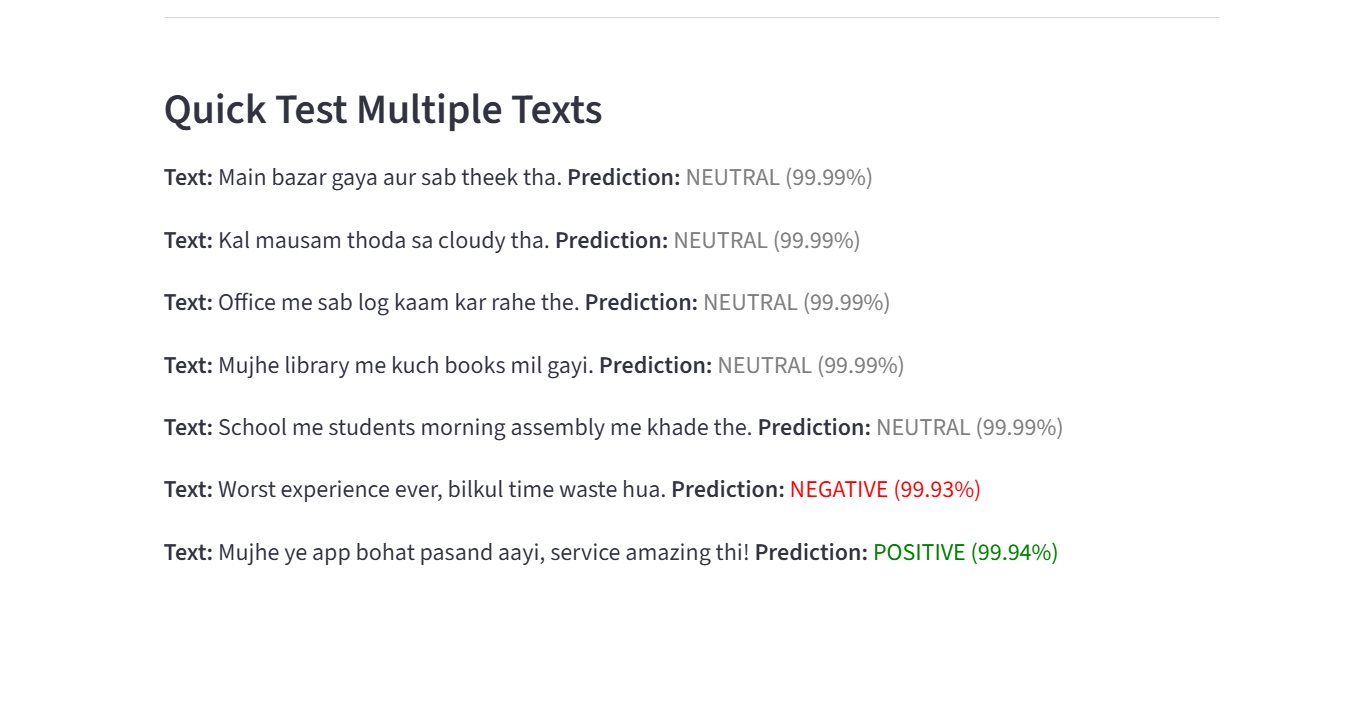 Quick Test Multiple Texts
Text: Main bazar gaya aur sab theek tha. Prediction: NEUTRAL (99.99%)
Text: Kal mausam thoda sa cloudy tha. Prediction: NEUTRAL (99.99%)
Text: Office me sab log kaam kar rahe the. Prediction: NEUTRAL (99.99%)
Text: Mujhe library me kuch books mil gayi. Prediction: NEUTRAL (99.99%)
Text: School me students morning assembly me khade the. Prediction: NEUTRAL (99.99%)
Text: Worst experience ever, bilkul time waste hua. Prediction: NEGATIVE (99.93%)
Text: Mujhe ye app bohat pasand aayi, service amazing thi! Prediction: POSITIVE (99.94%)